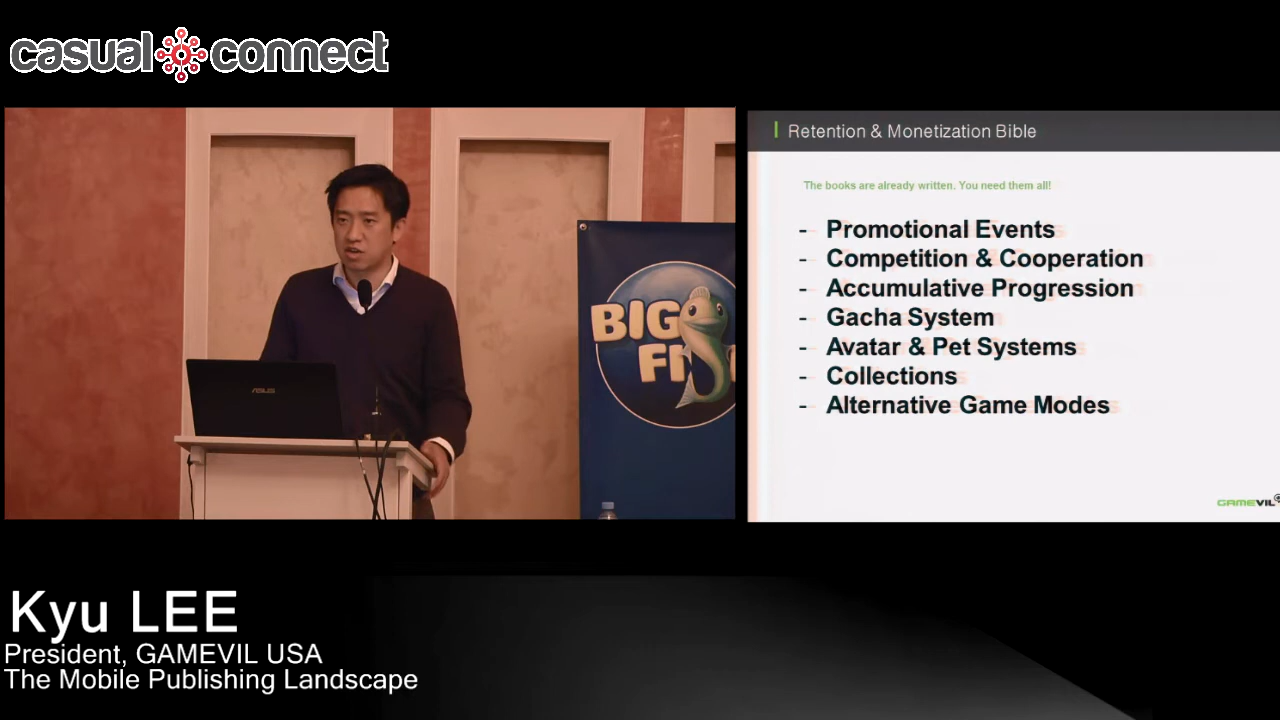 casual connect
Retention & Monetization Bible
The books are already written. You need them all!
- Promotional Events
- Competition & Cooperation
- Accumulative Progression
- Gacha System
- Avatar & Pet Systems
- Collections
- Alternative Game Modes
GAMEVIL
ASUS
BIG
FISH
Kyu LEE
President, GAMEVIL USA
The Mobile Publishing Landscape